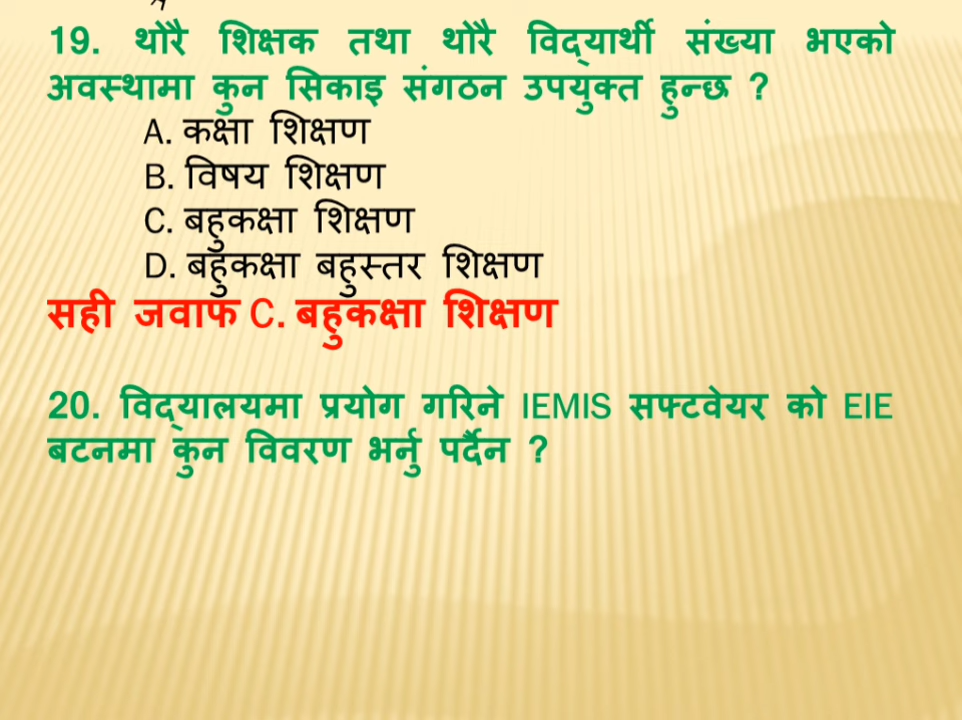 19. थोरै शिक्षक तथा थोरै विद्यार्थी संख्या भएको
अवस्थामा कुन सिकाइ संगठन उपयुक्त हुन्छ ?
A. कक्षा शिक्षण
B. विषय शिक्षण
C. बहुकक्षा शिक्षण
D. बहुकक्षा बहुस्तर शिक्षण
सही जवाफ C. बहुकक्षा शिक्षण
20. विद्यालयमा प्रयोग गरिने IEMIS सफ्टवेयर को EIE
बटनमा कुन विवरण भर्नु पर्दैन ?